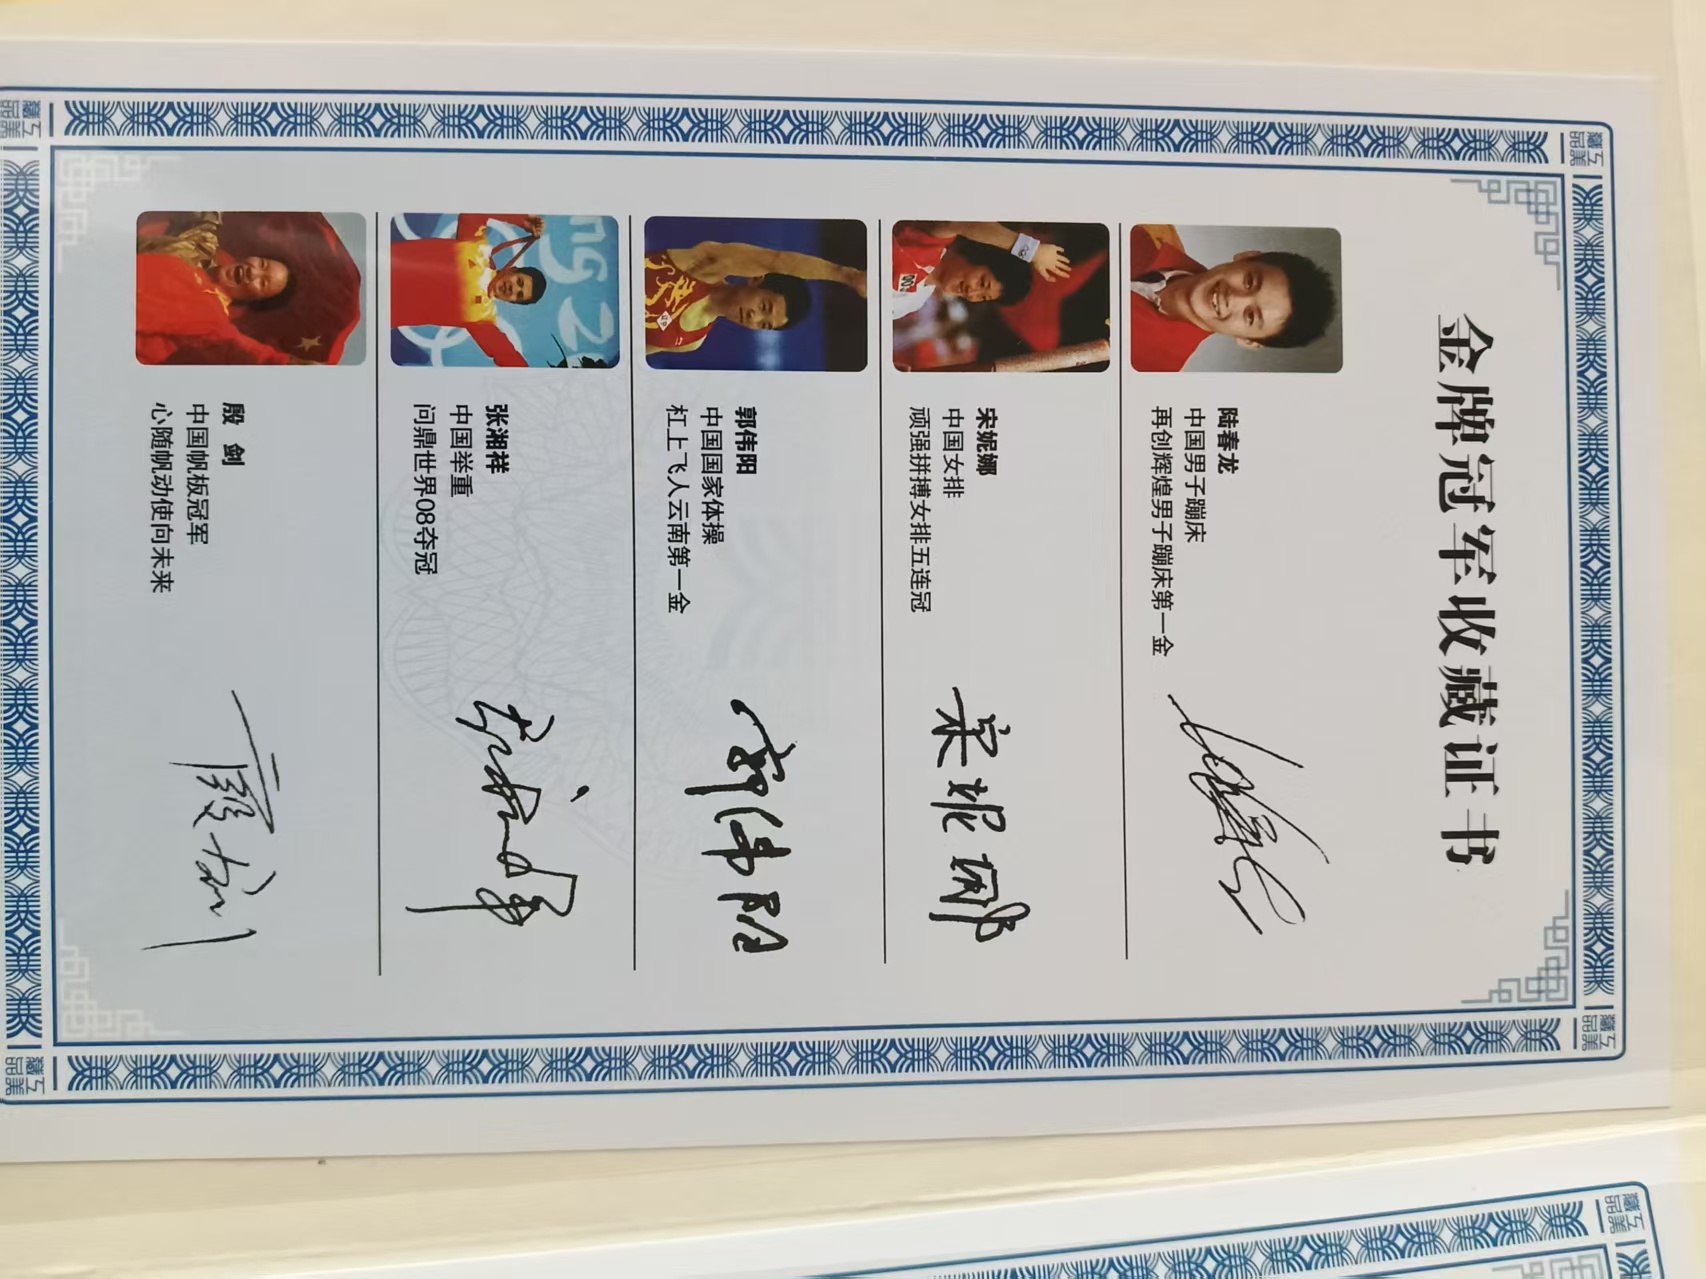 金牌冠军收藏证书
陆春龙
中国男子蹦床
再创辉煌男子蹦床第一金
宋妮娜
中国女排
顽强拼搏女排五连冠
宋妮娜
郭伟阳
中国国家体操
杠上飞人云南第一金
郭伟阳
张湘祥
中国举重
问鼎世界08夺冠
殷 剑
中国帆板冠军
心随帆动使向未来